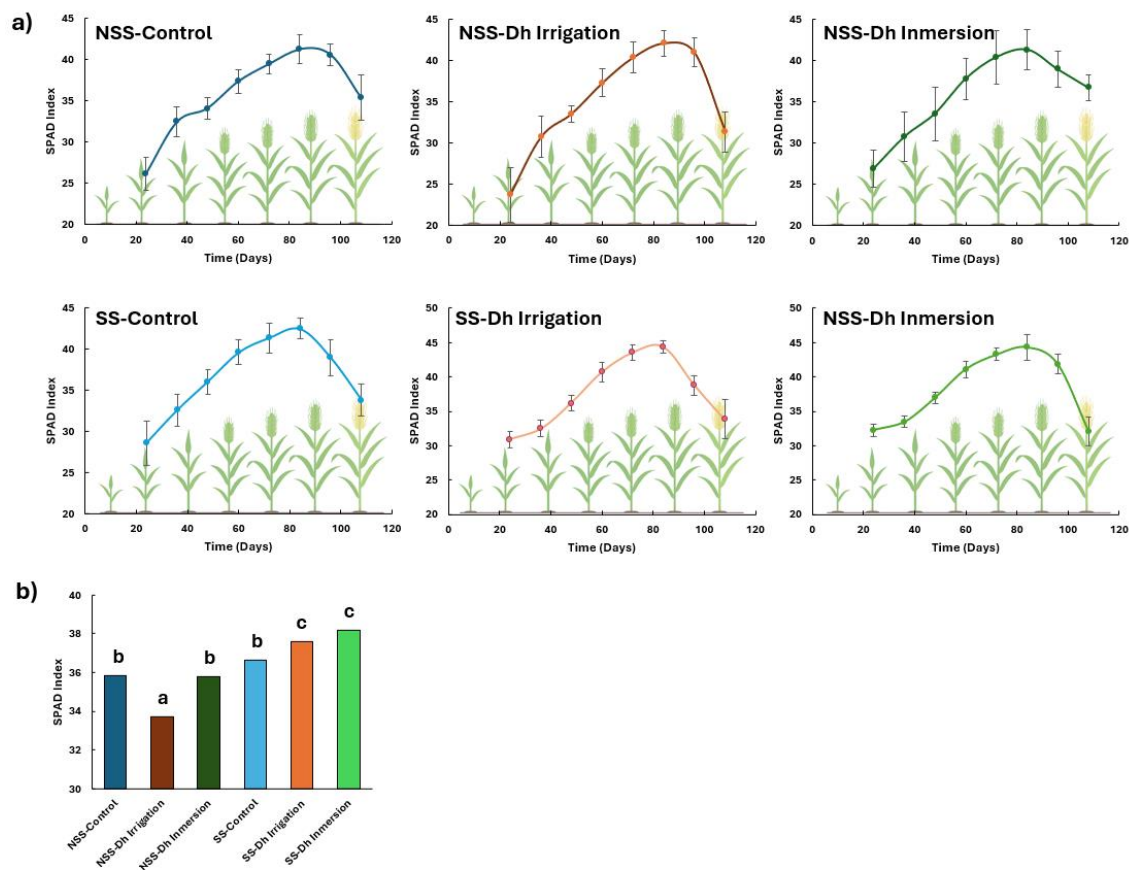 a)
NSS-Control
45
40
35
30
25
20
SPAD Index
0 20 40 60 80 100 120
Time (Days)
NSS-Dh Irrigation
45
40
35
30
25
20
SPAD Index
0 20 40 60 80 100 120
Time (Days)
NSS-Dh Inmersion
45
40
35
30
25
20
SPAD Index
0 20 40 60 80 100 120
Time (Days)
SS-Control
45
40
35
30
25
20
SPAD Index
0 20 40 60 80 100 120
Time (Days)
SS-Dh Irrigation
50
45
40
35
30
25
20
SPAD Index
0 20 40 60 80 100 120
Time (Days)
NSS-Dh Inmersion
50
45
40
35
30
25
20
SPAD Index
0 20 40 60 80 100 120
Time (Days)
b)
40
38
36
34
32
30
SPAD Index
b
a
b
b
c
c
NSS-Control
NSS-Dh Irrigation
NSS-Dh Inmersion
SS-Control
SS-Dh Irrigation
SS-Dh Inmersion